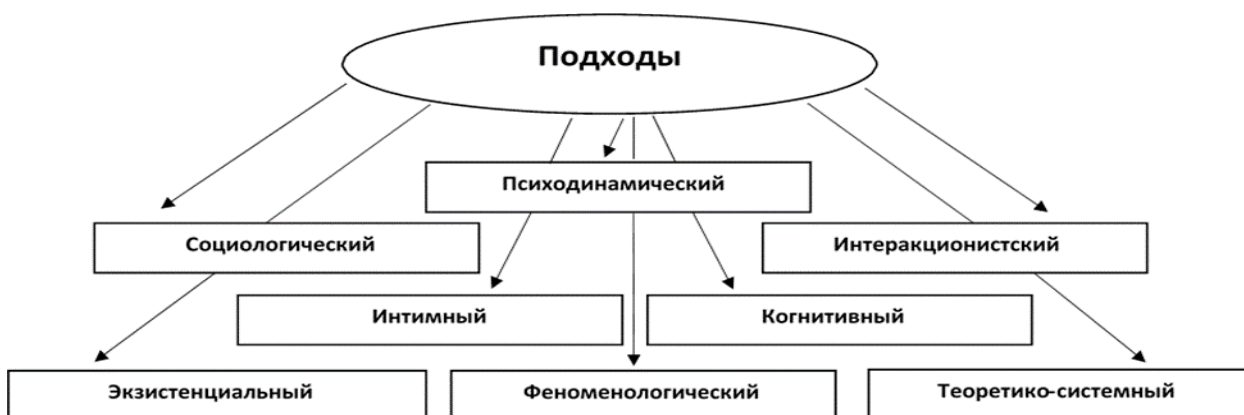 Подходы
Психодинамический
Социологический
Интеракционистский
Интимный
Когнитивный
Экзистенциальный
Феноменологический
Теоретико-системный